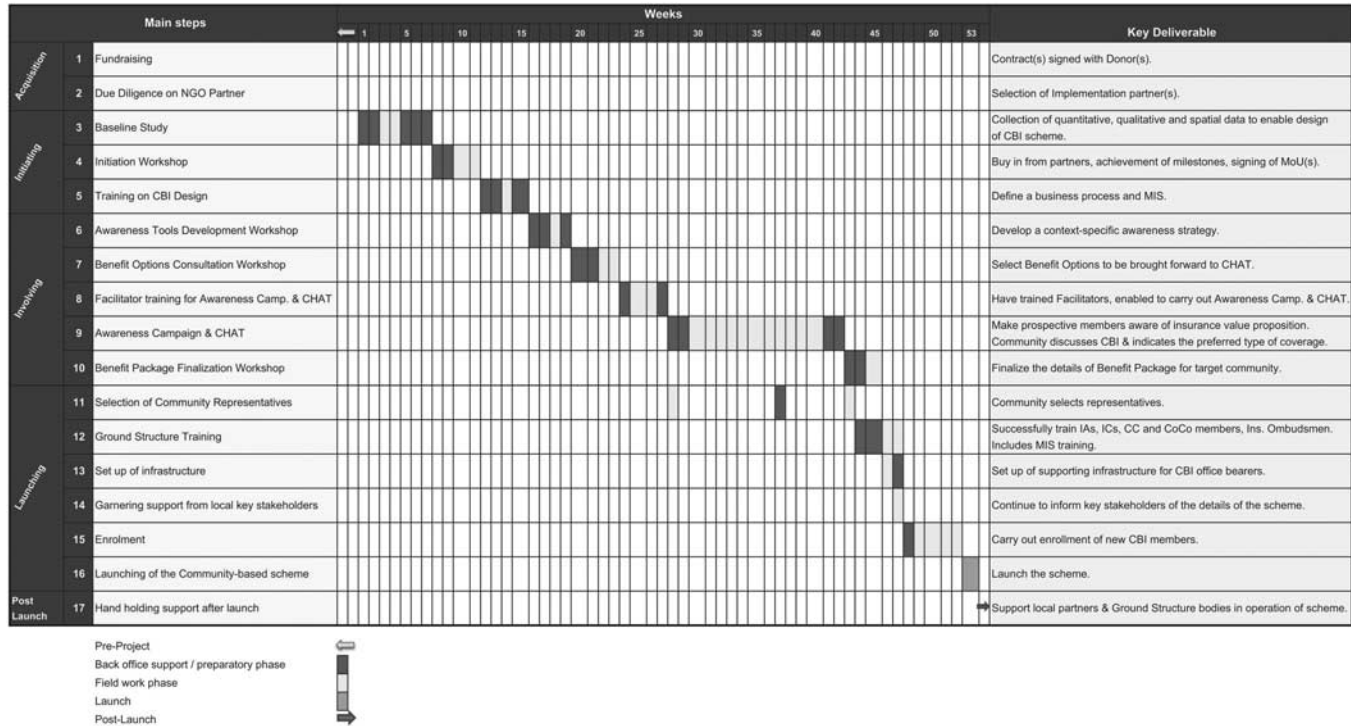 Main steps
Weeks
Key Deliverable
1 5 10 15 20 25 30 35 40 45 50 53
Acquisition
1 Fundraising Contract(s) signed with Donor(s).
2 Due Diligence on NGO Partner Selection of Implementation partner(s).
Initiating
3 Baseline Study Collection of quantitative, qualitative and spatial data to enable design
of CBI scheme.
4 Initiation Workshop Buy in from partners, achievement of milestones, signing of MoU(s).
5 Training on CBI Design Define a business process and MIS.
Involving
6 Awareness Tools Development Workshop Develop a context-specific awareness strategy.
7 Benefit Options Consultation Workshop Select Benefit Options to be brought forward to CHAT.
8 Facilitator training for Awareness Camp. & CHAT Have trained Facilitators, enabled to carry out Awareness Camp. & CHAT.
9 Awareness Campaign & CHAT Make prospective members aware of insurance value proposition.
Community discusses CBI & indicates the preferred type of coverage.
10 Benefit Package Finalization Workshop Finalize the details of Benefit Package for target community.
Launching
11 Selection of Community Representatives Community selects representatives.
12 Ground Structure Training Successfully train IAs, ICs, CC and CoCo members, Ins. Ombudsmen.
Includes MIS training.
13 Set up of infrastructure Set up of supporting infrastructure for CBI office bearers.
14 Garnering support from local key stakeholders Continue to inform key stakeholders of the details of the scheme.
15 Enrolment Carry out enrollment of new CBI members.
16 Launching of the Community-based scheme Launch the scheme.
Post
Launch
17 Hand holding support after launch Support local partners & Ground Structure bodies in operation of scheme.
Pre-Project
Back office support / preparatory phase
Field work phase
Launch
Post-Launch